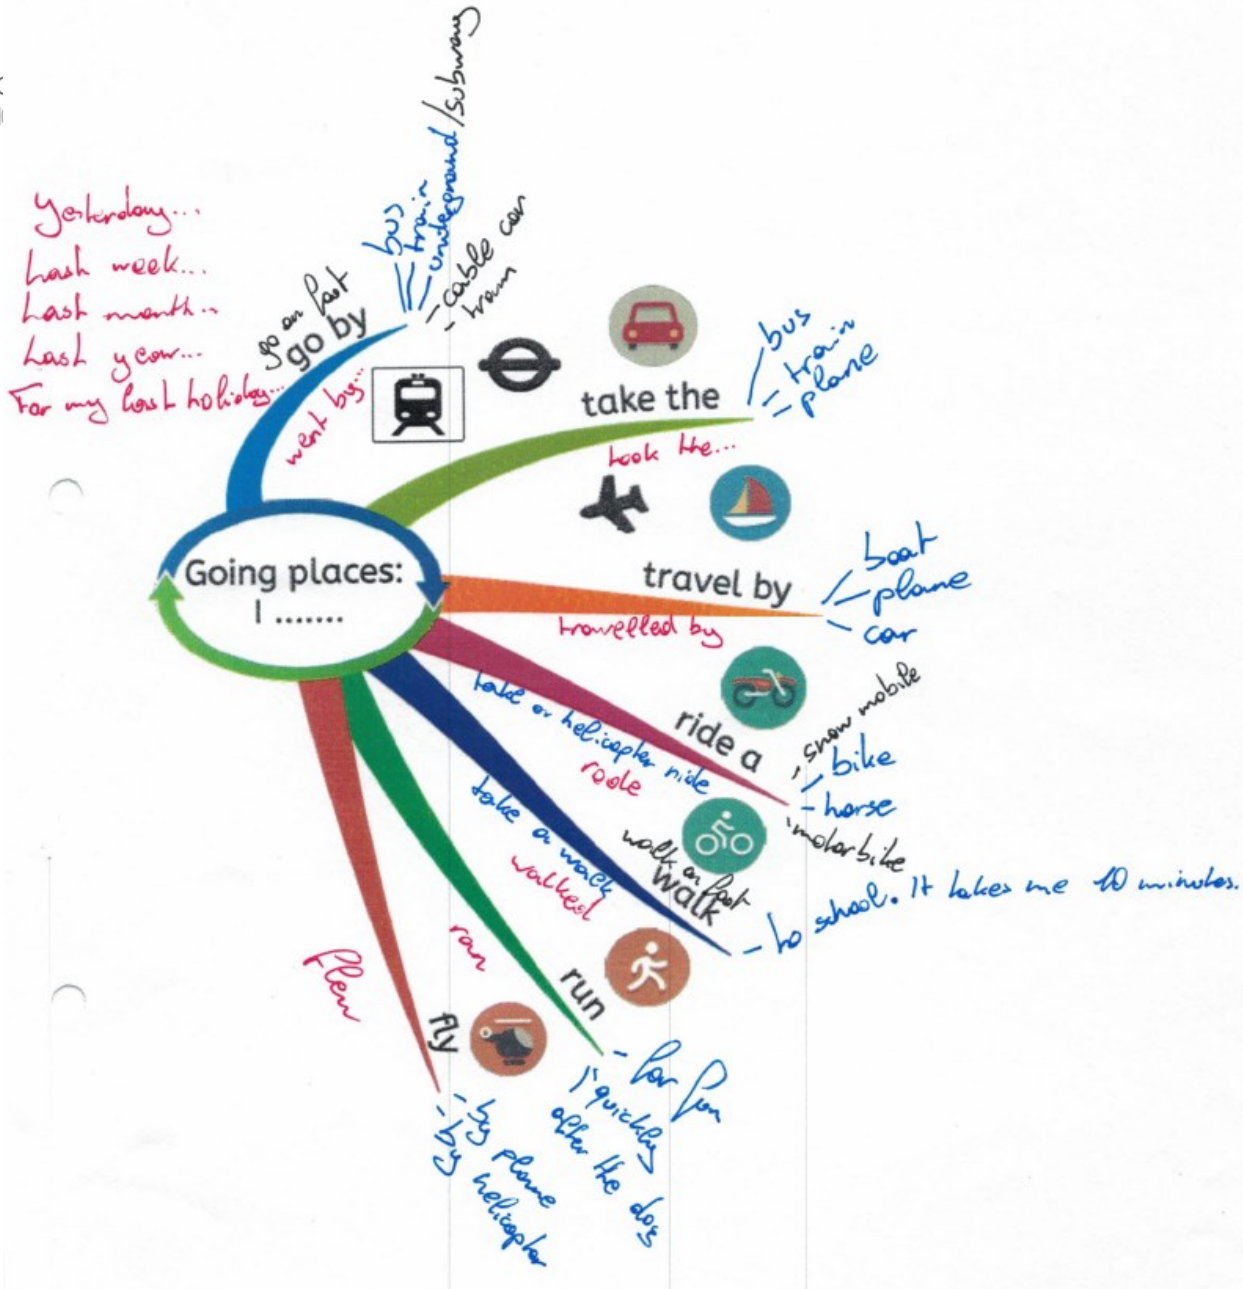 Yesterday...
Last week...
Last month...
Last year...
For my last holiday...
go on foot
go by
went by...
bus
train
underground /subway
cable car
tram
take the
took the...
bus
train
plane
Going places:
I .......
travel by
travelled by
boat
plane
car
ride a
take a helicopter ride
rode
snow mobile
bike
horse
motorbike
walk on foot
walk
take a walk
walked
to school. It takes me 10 minutes.
run
ran
for fun
quickly
after the dog
fly
flew
by plane
by helicopter